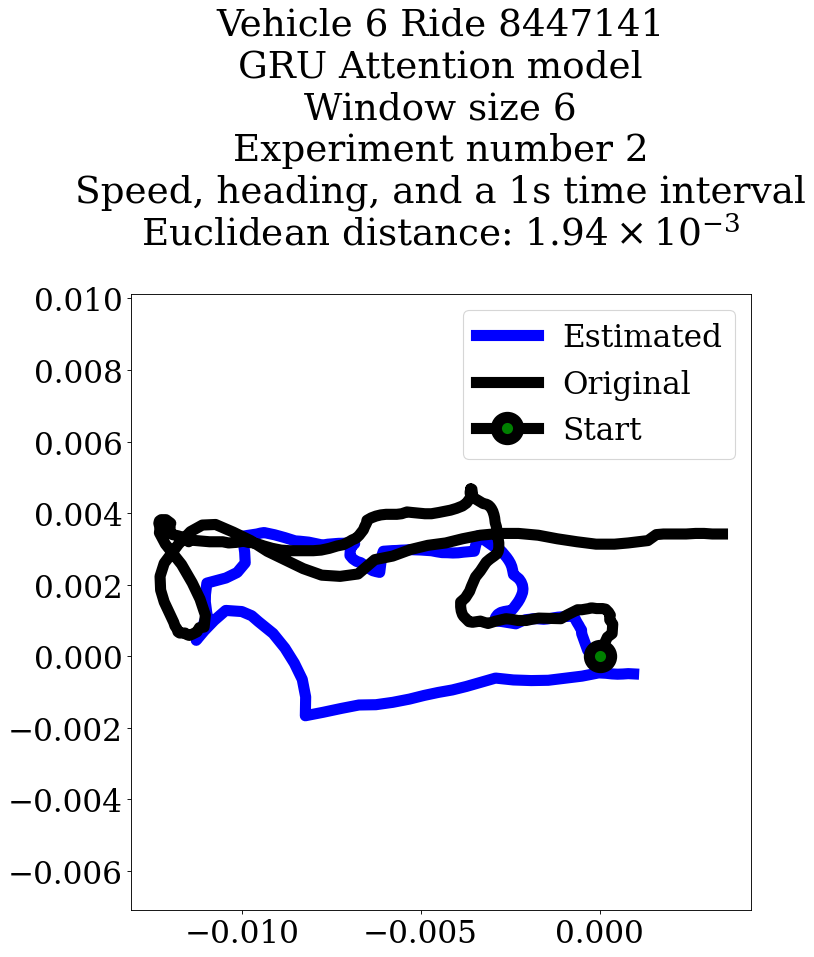 Vehicle 6 Ride 8447141
GRU Attention model
Window size 6
Experiment number 2
Speed, heading, and a 1s time interval
Euclidean distance: 1.94 × 10⁻³
Estimated
Original
Start
0.010
0.008
0.006
0.004
0.002
0.000
−0.002
−0.004
−0.006
−0.010
−0.005
0.000